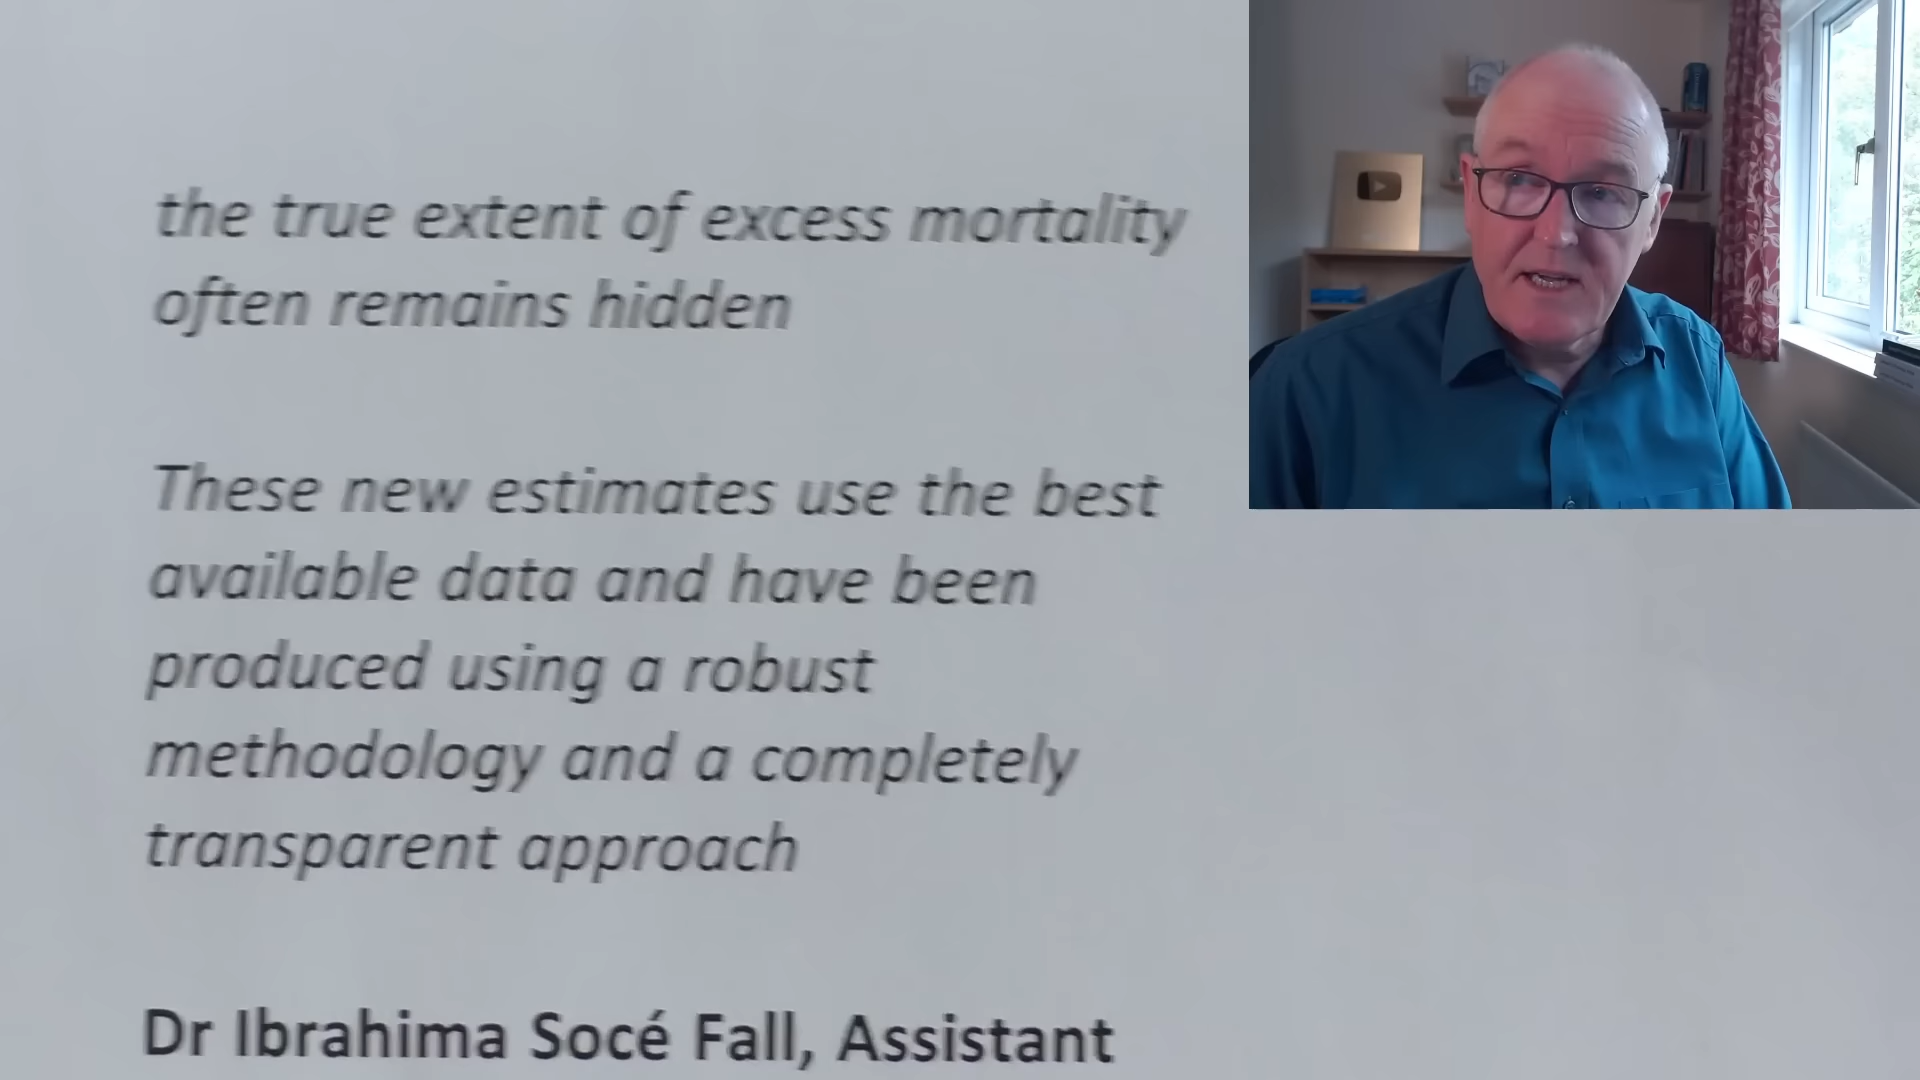 the true extent of excess mortality
often remains hidden
These new estimates use the best
available data and have been
produced using a robust
methodology and a completely
transparent approach
Dr Ibrahima Socé Fall, Assistant